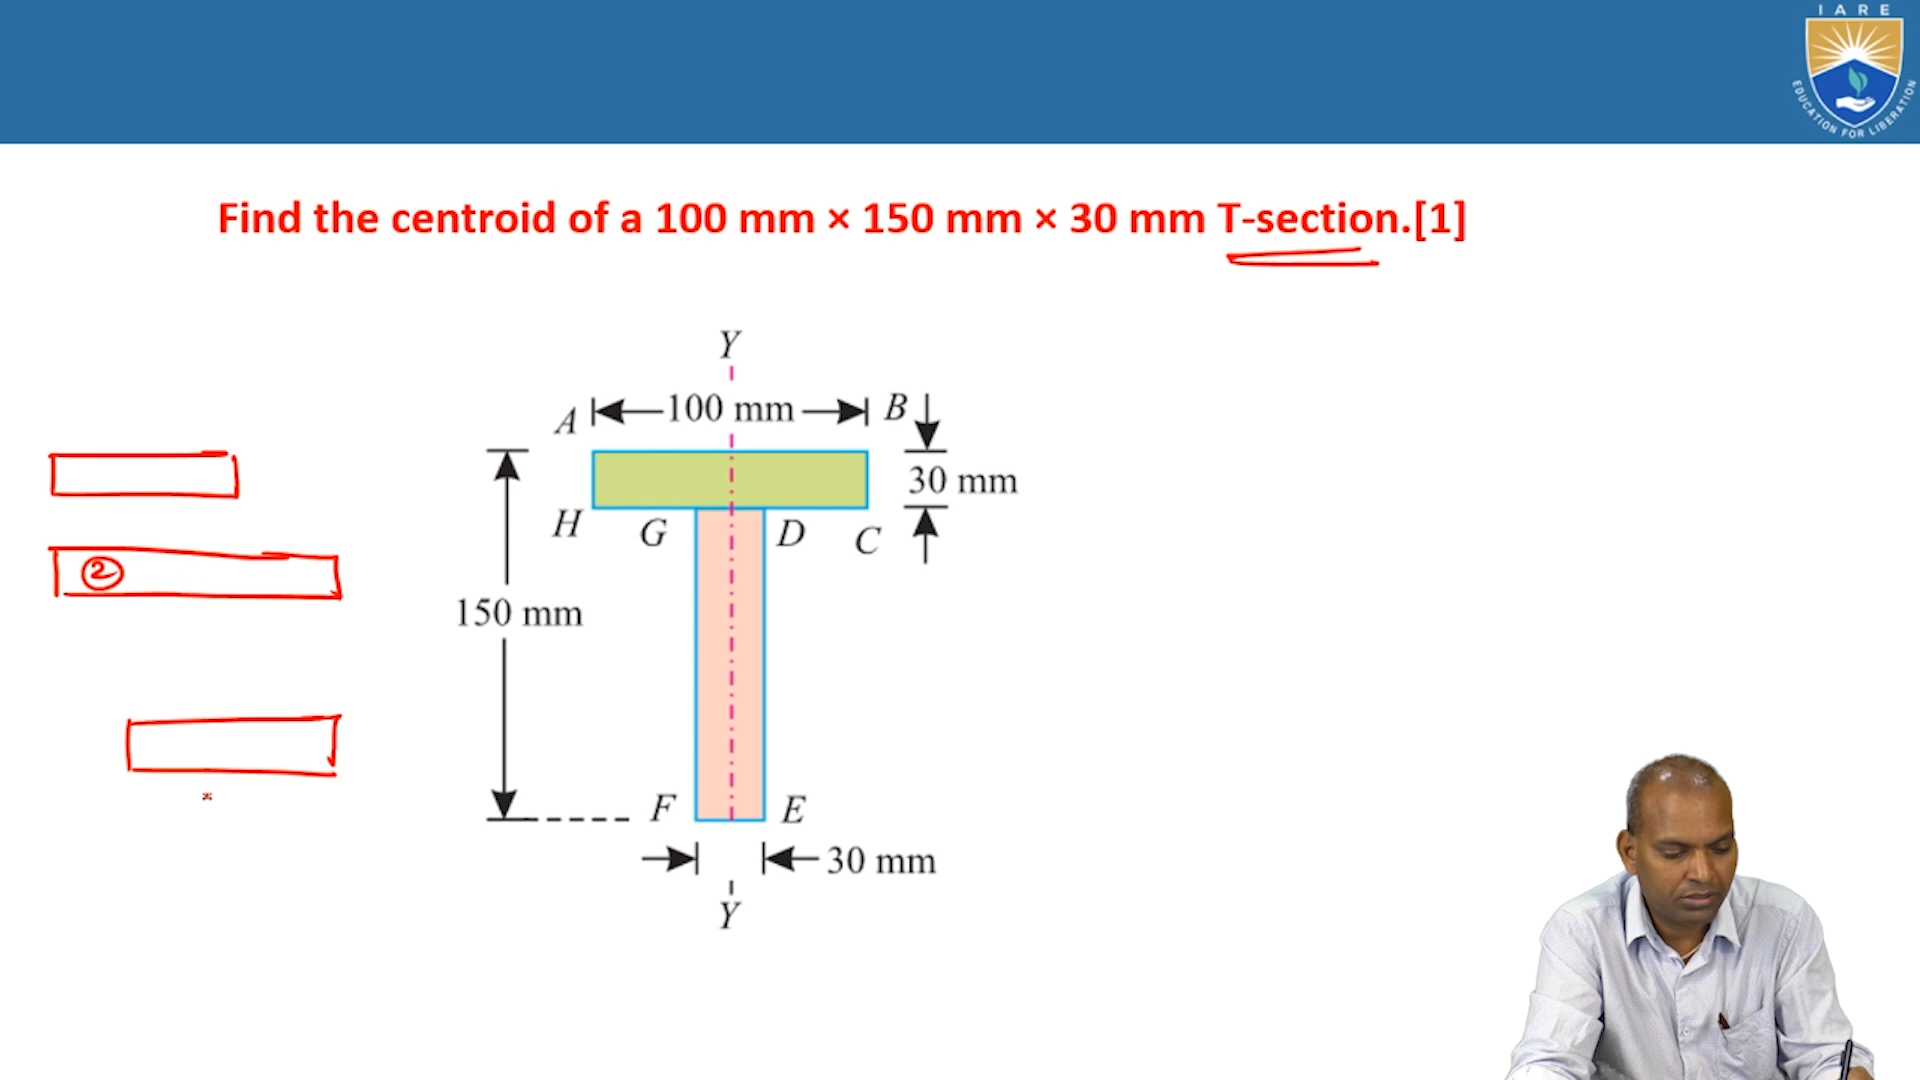 I A R E
EDUCATION FOR LIBERATION
Find the centroid of a 100 mm × 150 mm × 30 mm T-section.[1]
Y
A 100 mm B
30 mm
H G D C
②
150 mm
F E
30 mm
Y